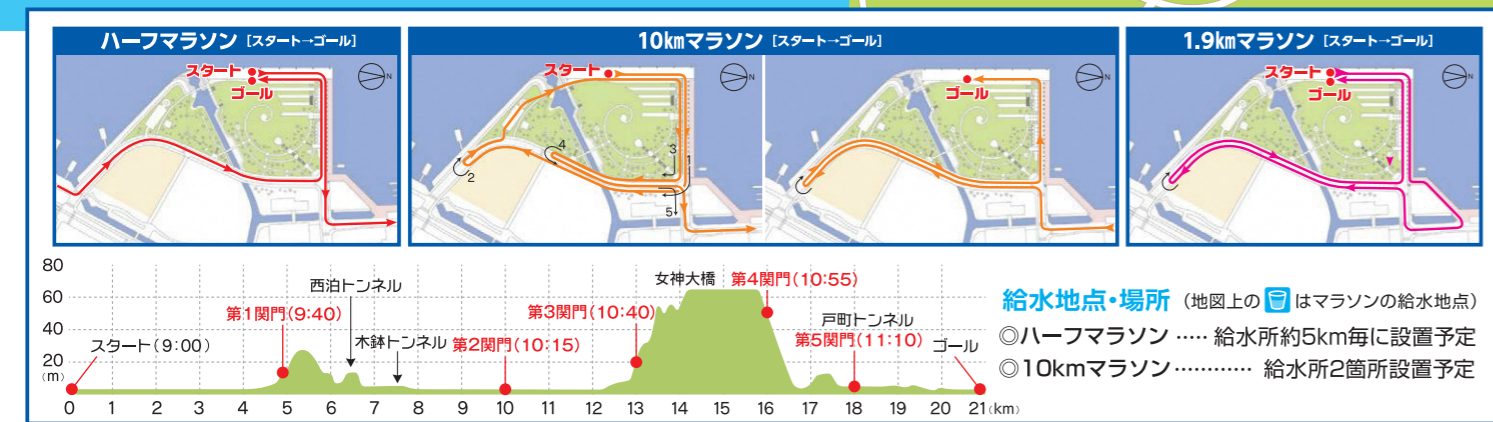 ハーフマラソン [スタート→ゴール]
スタート
ゴール
N
10kmマラソン [スタート→ゴール]
スタート
N
4
3
1
2
5
ゴール
N
1.9kmマラソン [スタート→ゴール]
スタート
ゴール
N
80
60
40
20
(m)
スタート(9:00)
第1関門(9:40)
西泊トンネル
木鉢トンネル
第2関門(10:15)
第3関門(10:40)
女神大橋
第4関門(10:55)
戸町トンネル
第5関門(11:10)
ゴール
0 1 2 3 4 5 6 7 8 9 10 11 12 13 14 15 16 17 18 19 20 21(km)
給水地点・場所 (地図上の はマラソンの給水地点)
◎ハーフマラソン ····· 給水所約5km毎に設置予定
◎10kmマラソン ············ 給水所2箇所設置予定